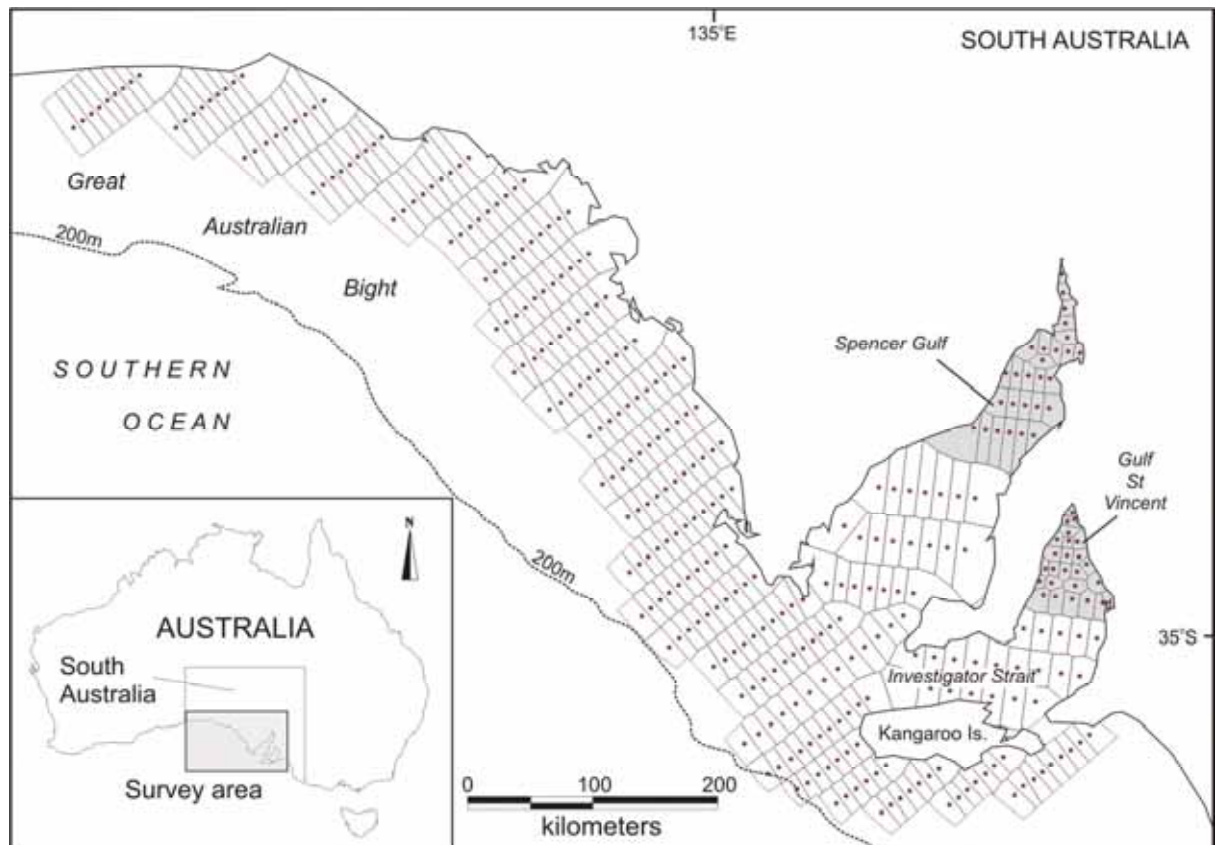 135°E
SOUTH AUSTRALIA
Great
Australian
Bight
200m
SOUTHERN
OCEAN
Spencer Gulf
Gulf
St
Vincent
200m
35°S
Investigator Strait
Kangaroo Is.
N
AUSTRALIA
South
Australia
Survey area
0 100 200
kilometers